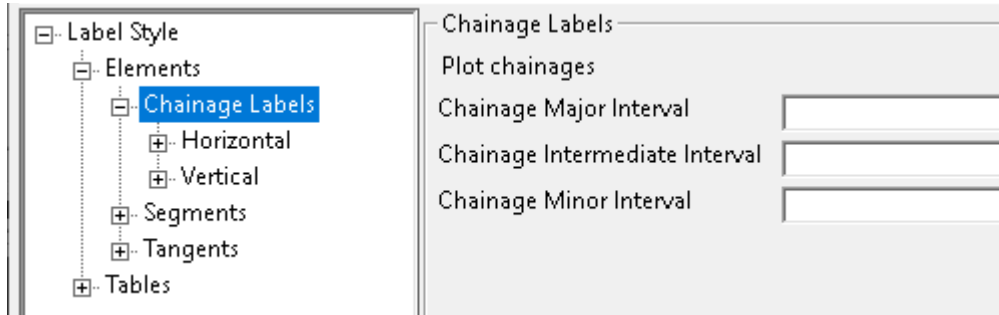 Label Style
Elements
Chainage Labels
Horizontal
Vertical
Segments
Tangents
Tables
Chainage Labels
Plot chainages
Chainage Major Interval
Chainage Intermediate Interval
Chainage Minor Interval